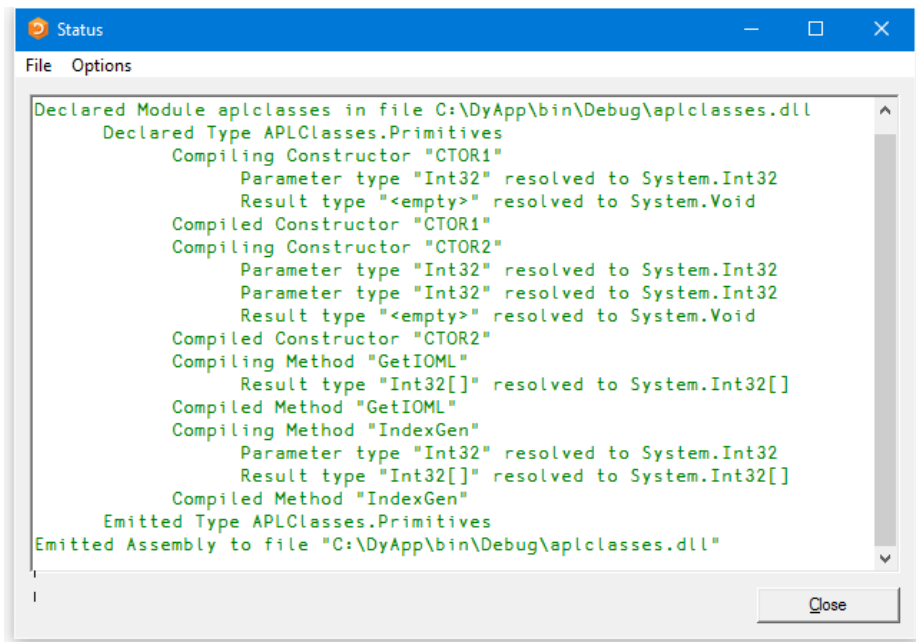 Status
File Options
Declared Module aplclasses in file C:\DyApp\bin\Debug\aplclasses.dll
Declared Type APLClasses.Primitives
Compiling Constructor "CTOR1"
Parameter type "Int32" resolved to System.Int32
Result type "<empty>" resolved to System.Void
Compiled Constructor "CTOR1"
Compiling Constructor "CTOR2"
Parameter type "Int32" resolved to System.Int32
Parameter type "Int32" resolved to System.Int32
Result type "<empty>" resolved to System.Void
Compiled Constructor "CTOR2"
Compiling Method "GetIOML"
Result type "Int32[]" resolved to System.Int32[]
Compiled Method "GetIOML"
Compiling Method "IndexGen"
Parameter type "Int32" resolved to System.Int32
Result type "Int32[]" resolved to System.Int32[]
Compiled Method "IndexGen"
Emitted Type APLClasses.Primitives
Emitted Assembly to file "C:\DyApp\bin\Debug\aplclasses.dll"
Close